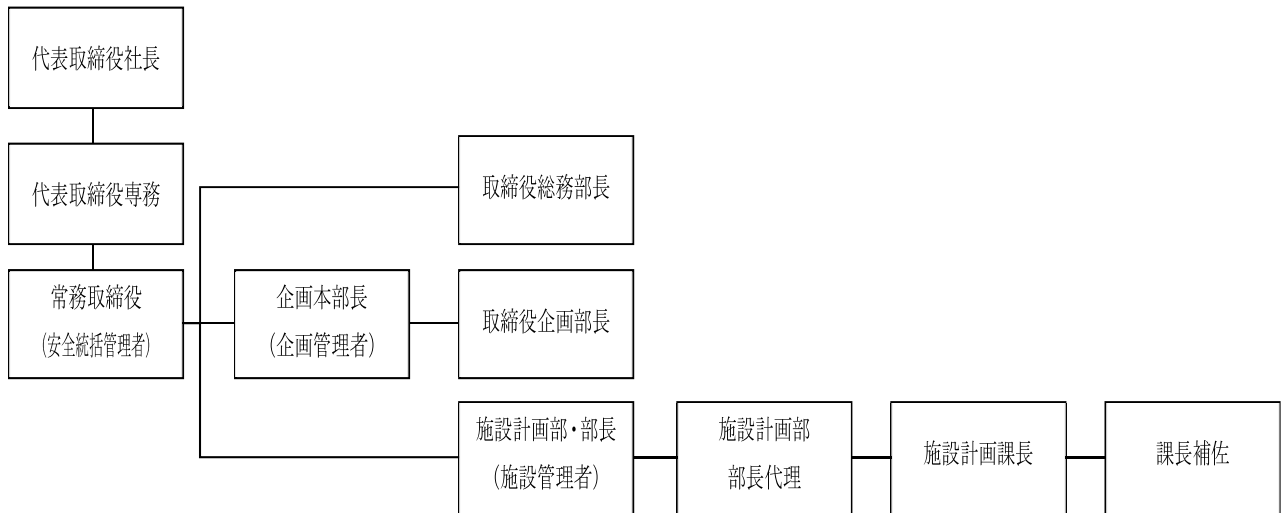 代表取締役社長
代表取締役専務
常務取締役
(安全統括管理者)
企画本部長
(企画管理者)
取締役総務部長
取締役企画部長
施設計画部・部長
(施設管理者)
施設計画部
部長代理
施設計画課長
課長補佐